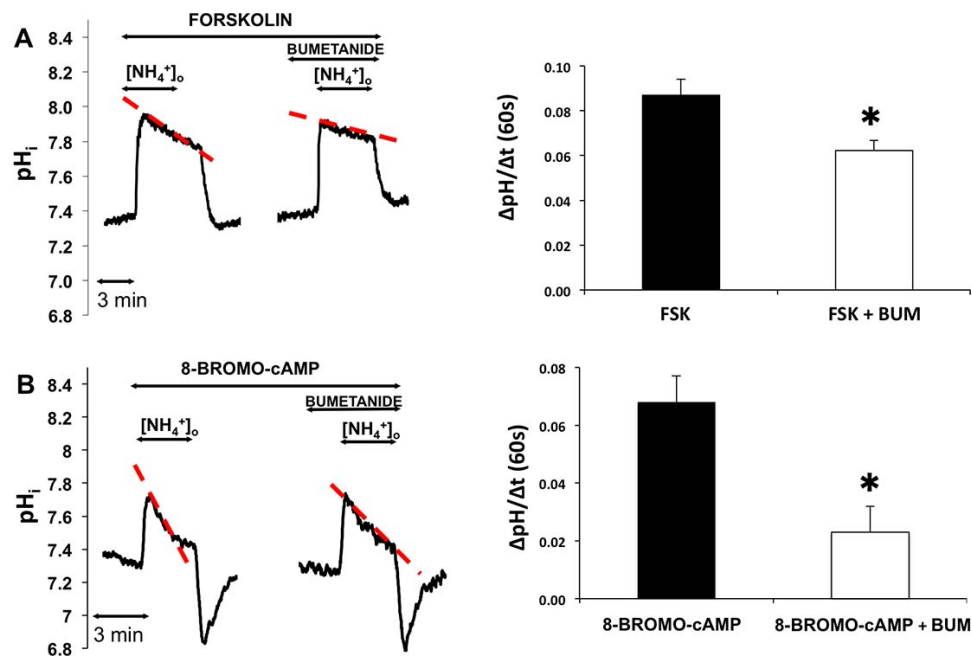 A
FORSKOLIN
BUMETANIDE
[NH₄⁺]ₒ
[NH₄⁺]ₒ
pHᵢ
8.4
8.2
8.0
7.8
7.6
7.4
7.2
7.0
6.8
3 min
ΔpH/Δt (60s)
0.10
0.08
0.06
0.04
0.02
0.00
*
FSK
FSK + BUM
B
8-BROMO-cAMP
BUMETANIDE
[NH₄⁺]ₒ
[NH₄⁺]ₒ
pHᵢ
8.4
8.2
8
7.8
7.6
7.4
7.2
7
6.8
3 min
ΔpH/Δt (60s)
0.08
0.06
0.04
0.02
0.00
*
8-BROMO-cAMP
8-BROMO-cAMP + BUM